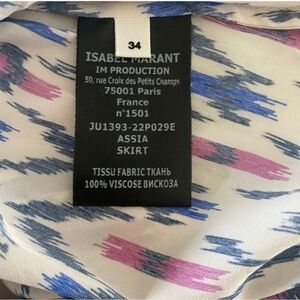 34
ISABEL MARANT
IM PRODUCTION
50, rue Croix des Petits Champs
75001 Paris
France
n°1501
JU1393-22P029E
ASSIA
SKIRT
TISSU FABRIC ТКАНЬ
100% VISCOSE ВИСКОЗА